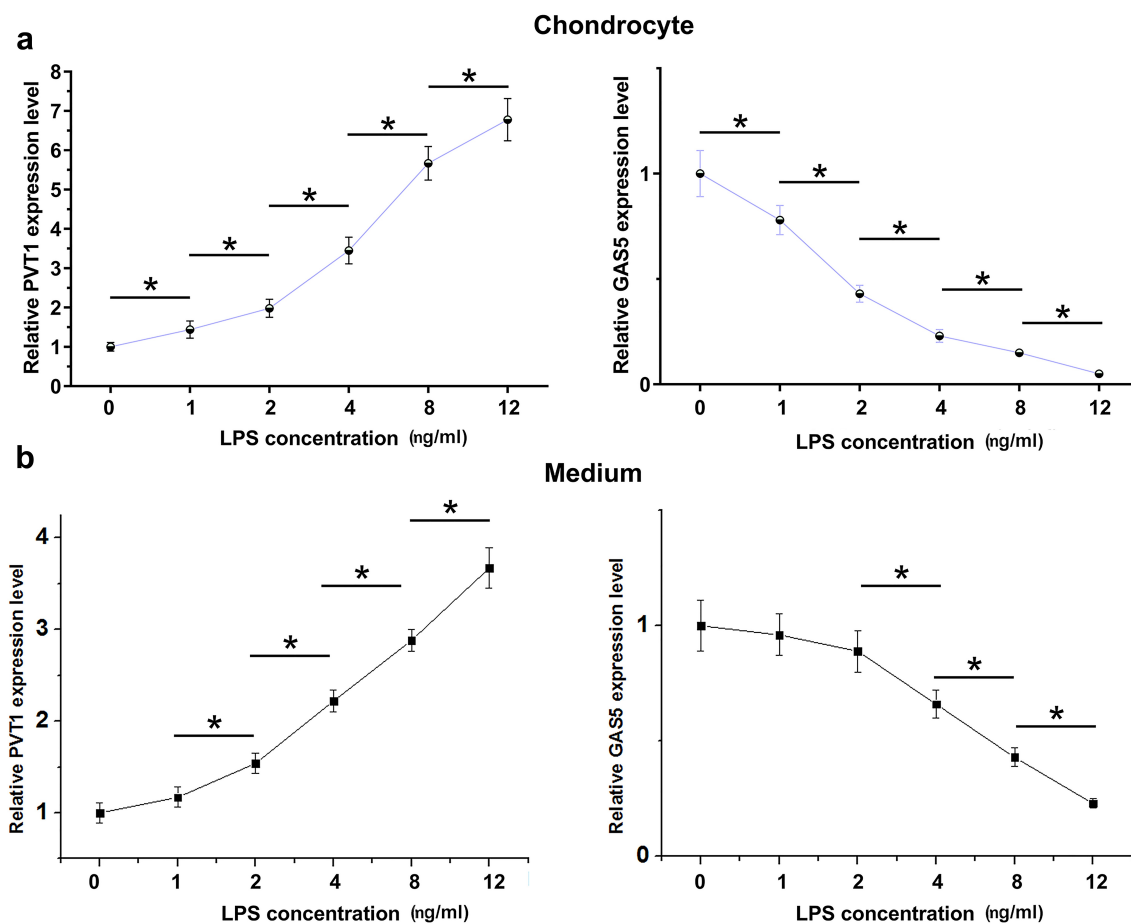 Chondrocyte
a
Relative PVT1 expression level
8
7
6
5
4
3
2
1
0
* * * * *
0 1 2 4 8 12
LPS concentration (ng/ml)
Relative GAS5 expression level
1
0
* * * * *
0 1 2 4 8 12
LPS concentration (ng/ml)
b
Medium
Relative PVT1 expression level
4
3
2
1
* * * *
0 1 2 4 8 12
LPS concentration (ng/ml)
Relative GAS5 expression level
1
0
* * *
0 1 2 4 8 12
LPS concentration (ng/ml)